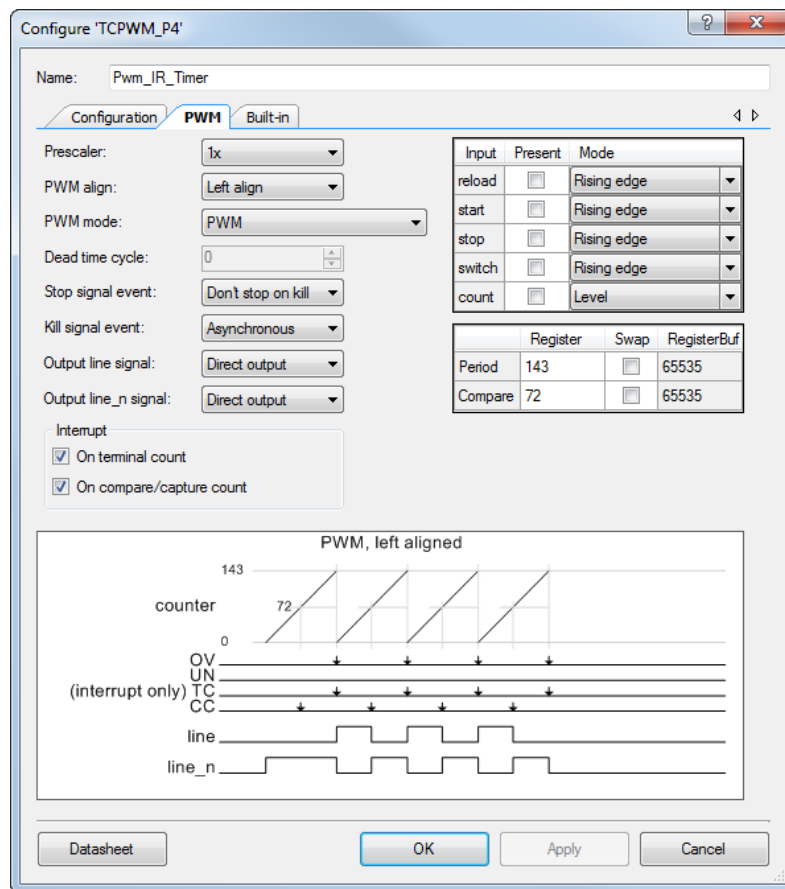 Configure 'TCPWM_P4'
Name: Pwm_IR_Timer
Configuration PWM Built-in
Prescaler: 1x
PWM align: Left align
PWM mode: PWM
Dead time cycle: 0
Stop signal event: Don't stop on kill
Kill signal event: Asynchronous
Output line signal: Direct output
Output line_n signal: Direct output
Interrupt
On terminal count
On compare/capture count
Input Present Mode
reload Rising edge
start Rising edge
stop Rising edge
switch Rising edge
count Level
Register Swap RegisterBuf
Period 143 65535
Compare 72 65535
PWM, left aligned
143
counter 72
0
OV
UN
(interrupt only) TC
CC
line
line_n
Datasheet OK Apply Cancel